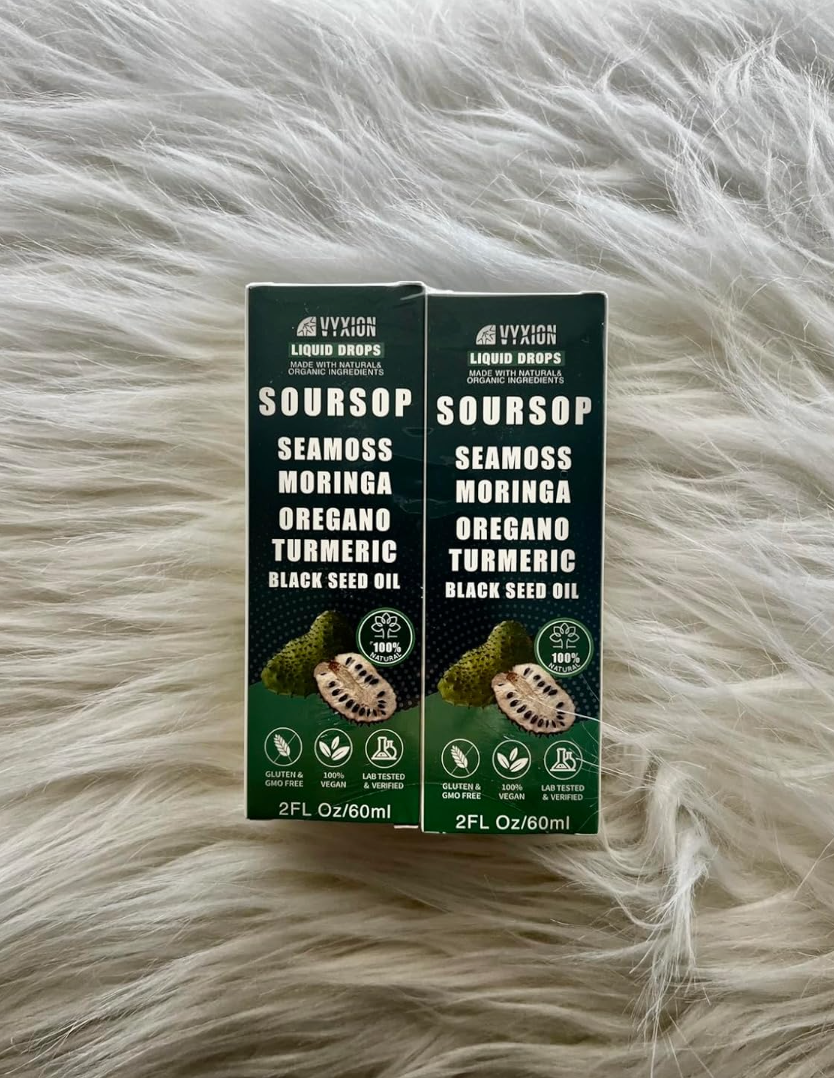 VYXION
LIQUID DROPS
MADE WITH NATURAL&
ORGANIC INGREDIENTS
SOURSOP
SEAMOSS
MORINGA
OREGANO
TURMERIC
BLACK SEED OIL
100%
NATURAL
GLUTEN &
GMO FREE
100%
VEGAN
LAB TESTED
& VERIFIED
2FL Oz/60ml
VYXION
LIQUID DROPS
MADE WITH NATURAL&
ORGANIC INGREDIENTS
SOURSOP
SEAMOSS
MORINGA
OREGANO
TURMERIC
BLACK SEED OIL
100%
NATURAL
GLUTEN &
GMO FREE
100%
VEGAN
LAB TESTED
& VERIFIED
2FL Oz/60ml